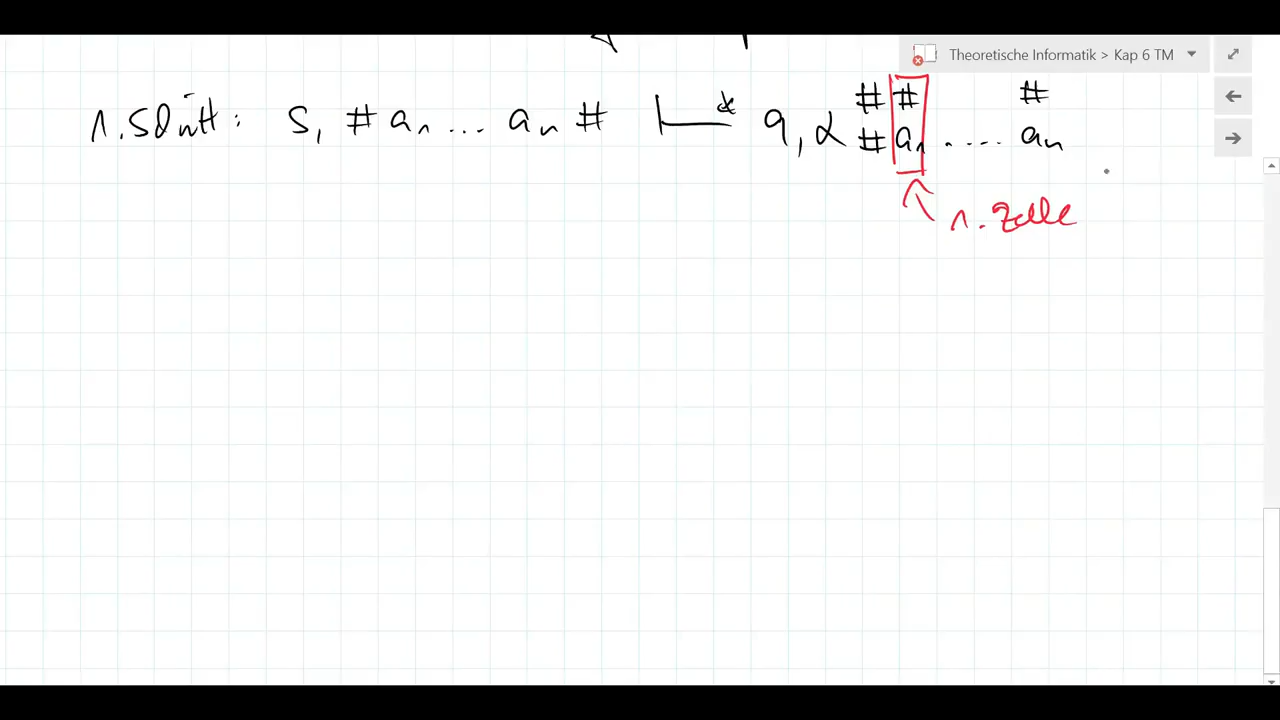 Theoretische Informatik > Kap 6 TM
1. Schritt: s, # a₁ ... aₙ # ⊢* q, α # # #
# a₁ .... aₙ
1. Zelle